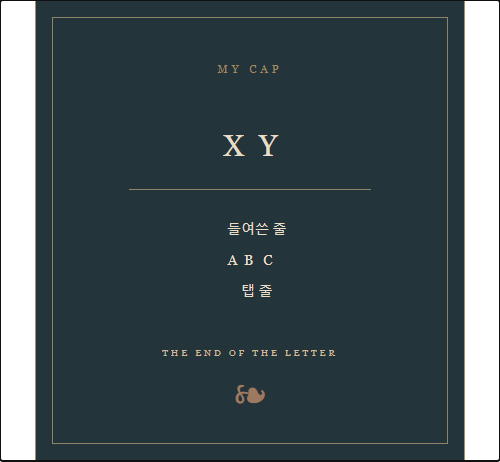 MY CAP
X Y
들여쓴 줄
A B C
탭 줄
THE END OF THE LETTER